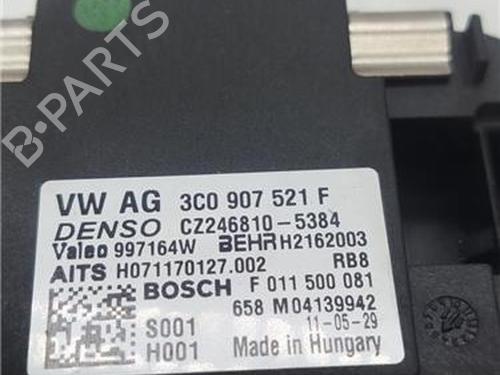 B-PARTS
VW AG 3C0 907 521 F
DENSO CZ246810-5384
Valeo 997164W BEHR H2162003
AITS H071170127.002 RB8
BOSCH F 011 500 081
658 M04139942
S001 11-05-29
H001 Made in Hungary